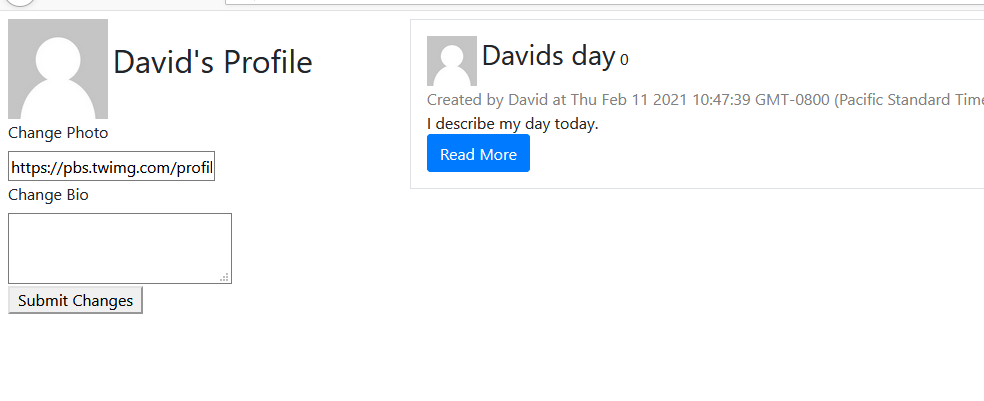 David's Profile
Change Photo
https://pbs.twimg.com/profil
Change Bio
Submit Changes
Davids day 0
Created by David at Thu Feb 11 2021 10:47:39 GMT-0800 (Pacific Standard Time
I describe my day today.
Read More